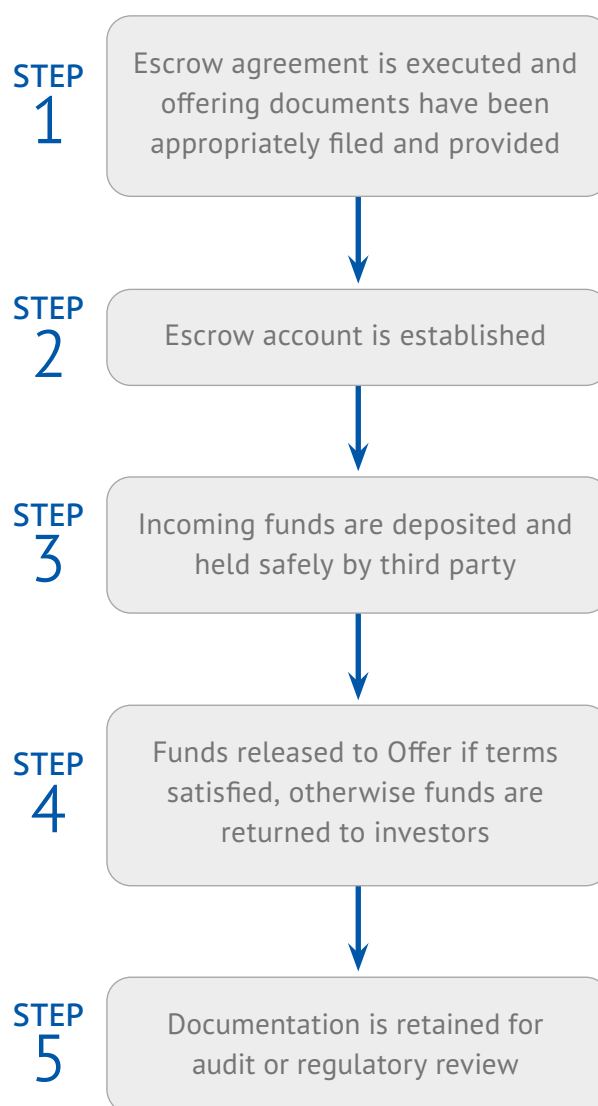 STEP
1
Escrow agreement is executed and
offering documents have been
appropriately filed and provided
STEP
2
Escrow account is established
STEP
3
Incoming funds are deposited and
held safely by third party
STEP
4
Funds released to Offer if terms
satisfied, otherwise funds are
returned to investors
STEP
5
Documentation is retained for
audit or regulatory review